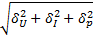 √(δ_U² + δ_I² + δ_p²)